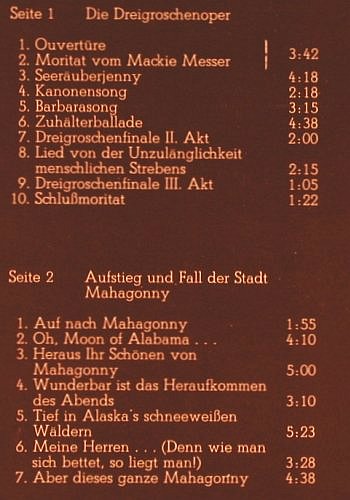 Seite 1 Die Dreigroschenoper
1. Ouvertüre
2. Moritat vom Mackie Messer 3:42
3. Seeräuberjenny 4:18
4. Kanonensong 2:18
5. Barbarasong 3:15
6. Zuhälterballade 4:38
7. Dreigroschenfinale II. Akt 2:00
8. Lied von der Unzulänglichkeit
menschlichen Strebens 2:15
9. Dreigroschenfinale III. Akt 1:05
10. Schlußmoritat 1:22
Seite 2 Aufstieg und Fall der Stadt
Mahagonny
1. Auf nach Mahagonny 1:55
2. Oh, Moon of Alabama . . . 4:10
3. Heraus Ihr Schönen von
Mahagonny 5:00
4. Wunderbar ist das Heraufkommen
des Abends 3:10
5. Tief in Alaska's schneeweißen
Wäldern 5:23
6. Meine Herren . . . (Denn wie man
sich bettet, so liegt man!) 3:28
7. Aber dieses ganze Mahagonny 4:38